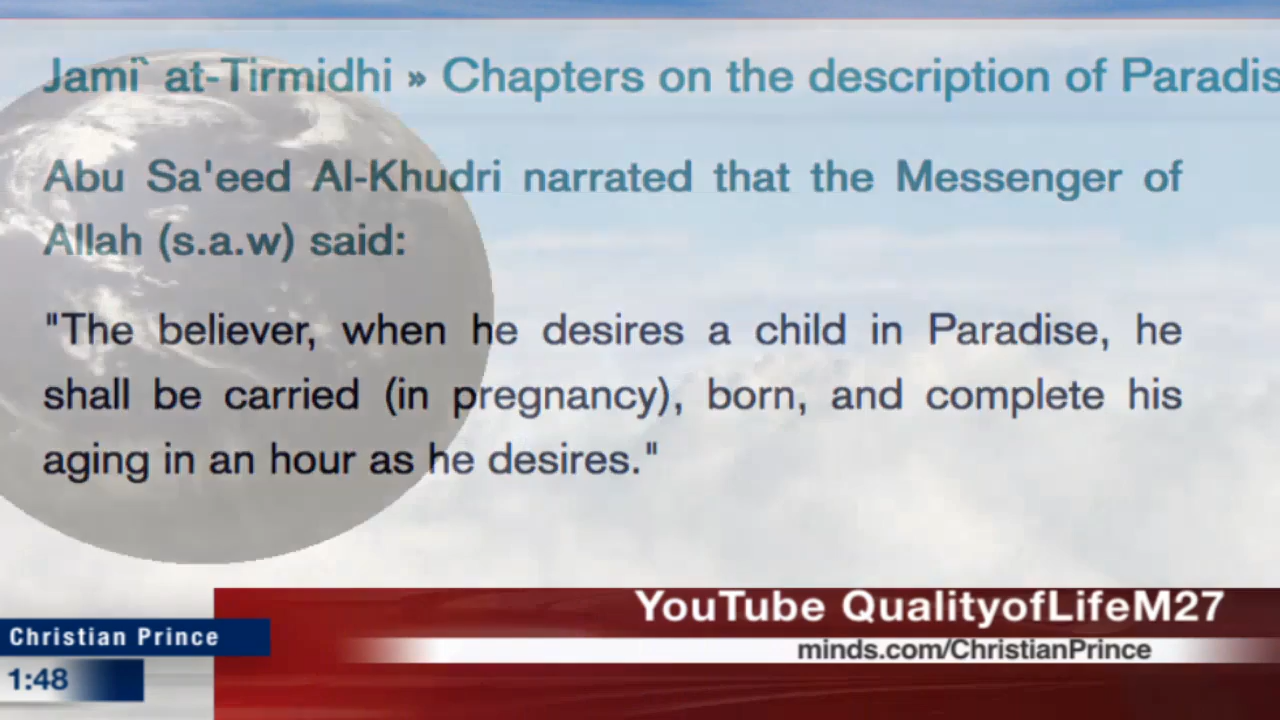 Jami` at-Tirmidhi » Chapters on the description of Paradis
Abu Sa'eed Al-Khudri narrated that the Messenger of
Allah (s.a.w) said:
"The believer, when he desires a child in Paradise, he
shall be carried (in pregnancy), born, and complete his
aging in an hour as he desires."
YouTube QualityofLifeM27
Christian Prince
minds.com/ChristianPrince
1:48